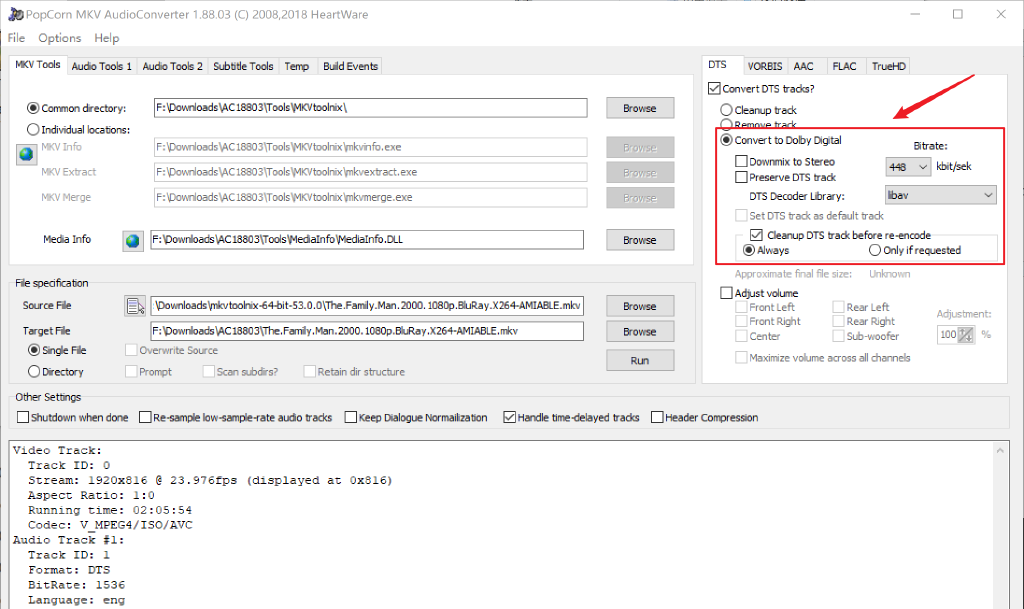 PopCorn MKV AudioConverter 1.88.03 (C) 2008,2018 HeartWare
File Options Help
MKV Tools Audio Tools 1 Audio Tools 2 Subtitle Tools Temp Build Events
Common directory: F:\Downloads\AC18803\Tools\MKVtoolnix\ Browse
Individual locations:
MKV Info F:\Downloads\AC18803\Tools\MKVtoolnix\mkvinfo.exe Browse
MKV Extract F:\Downloads\AC18803\Tools\MKVtoolnix\mkvextract.exe Browse
MKV Merge F:\Downloads\AC18803\Tools\MKVtoolnix\mkvmerge.exe Browse
Media Info F:\Downloads\AC18803\Tools\MediaInfo\MediaInfo.DLL Browse
DTS VORBIS AAC FLAC TrueHD
Convert DTS tracks?
Cleanup track
Remove track
Convert to Dolby Digital
Bitrate:
Downmix to Stereo 448 kbit/sek
Preserve DTS track
DTS Decoder Library: libav
Set DTS track as default track
Cleanup DTS track before re-encode
Always Only if requested
Approximate final file size: Unknown
Adjust volume
Front Left Rear Left Adjustment:
Front Right Rear Right
Center Sub-woofer 100 %
Maximize volume across all channels
File specification
Source File \Downloads\mkvtoolnix-64-bit-53.0.0\The.Family.Man.2000.1080p.BluRay.X264-AMIABLE.mkv Browse
Target File F:\Downloads\AC18803\The.Family.Man.2000.1080p.BluRay.X264-AMIABLE.mkv Browse
Single File Overwrite Source Run
Directory Prompt Scan subdirs? Retain dir structure
Other Settings
Shutdown when done Re-sample low-sample-rate audio tracks Keep Dialogue Normailization Handle time-delayed tracks Header Compression
Video Track:
Track ID: 0
Stream: 1920x816 @ 23.976fps (displayed at 0x816)
Aspect Ratio: 1:0
Running time: 02:05:54
Codec: V_MPEG4/ISO/AVC
Audio Track #1:
Track ID: 1
Format: DTS
BitRate: 1536
Language: eng